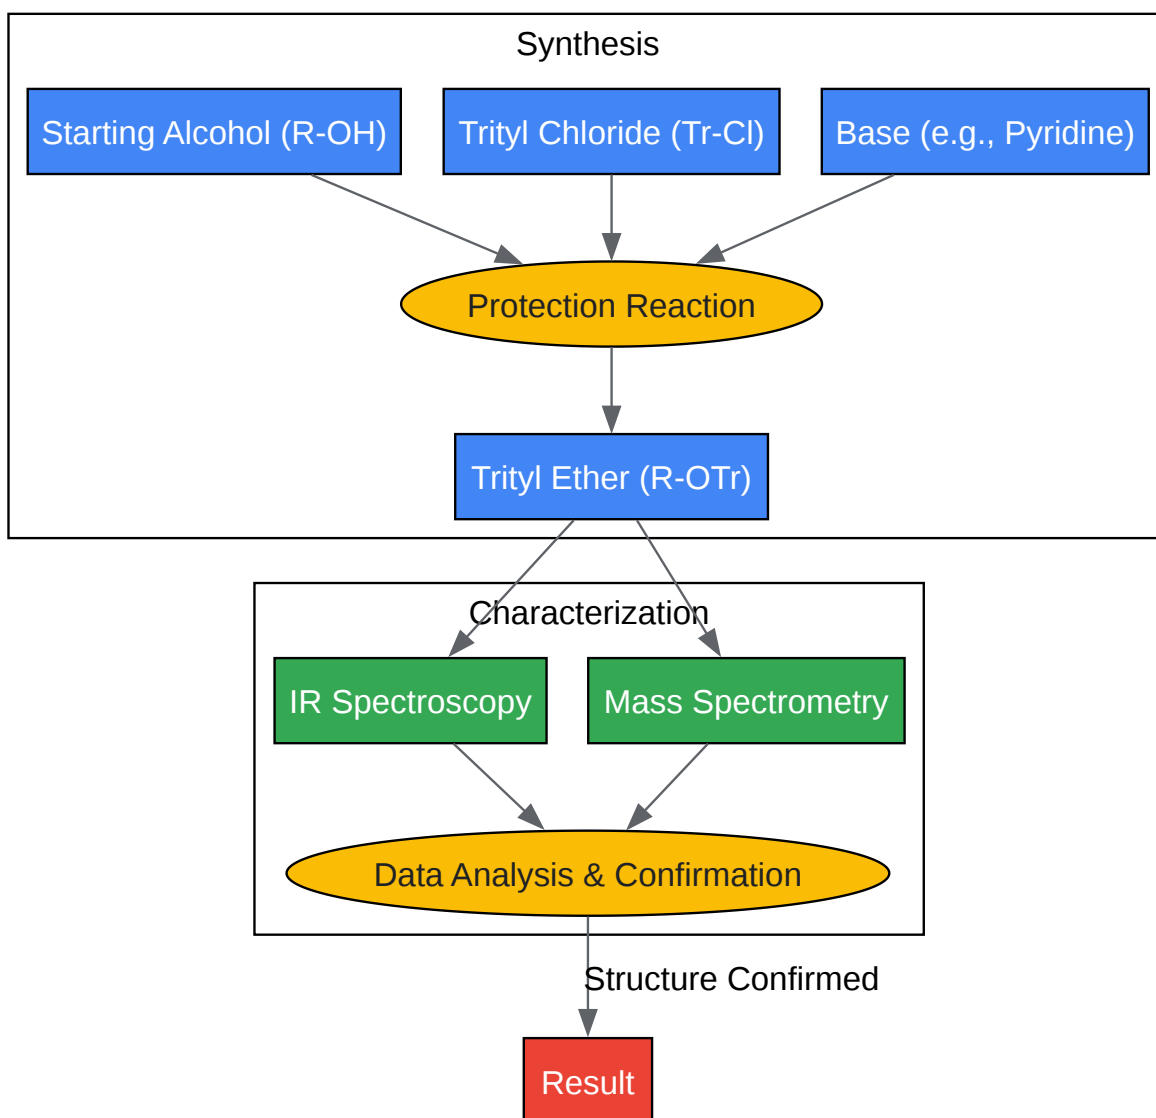 Synthesis
Starting Alcohol (R-OH)
Trityl Chloride (Tr-Cl)
Base (e.g., Pyridine)
Protection Reaction
Trityl Ether (R-OTr)
Characterization
IR Spectroscopy
Mass Spectrometry
Data Analysis & Confirmation
Structure Confirmed
Result